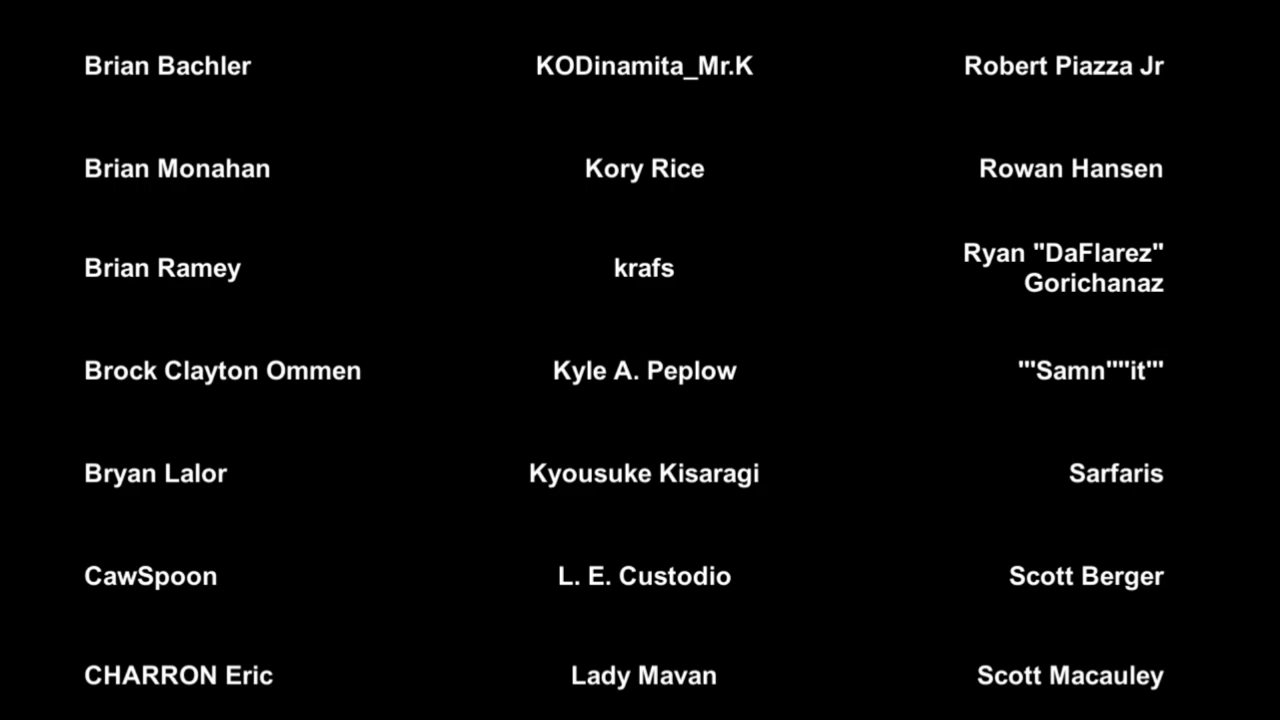 Brian Bachler
KODinamita_Mr.K
Robert Piazza Jr
Brian Monahan
Kory Rice
Rowan Hansen
Brian Ramey
krafs
Ryan "DaFlarez"
Gorichanaz
Brock Clayton Ommen
Kyle A. Peplow
'"Samn""it'"
Bryan Lalor
Kyousuke Kisaragi
Sarfaris
CawSpoon
L. E. Custodio
Scott Berger
CHARRON Eric
Lady Mavan
Scott Macauley